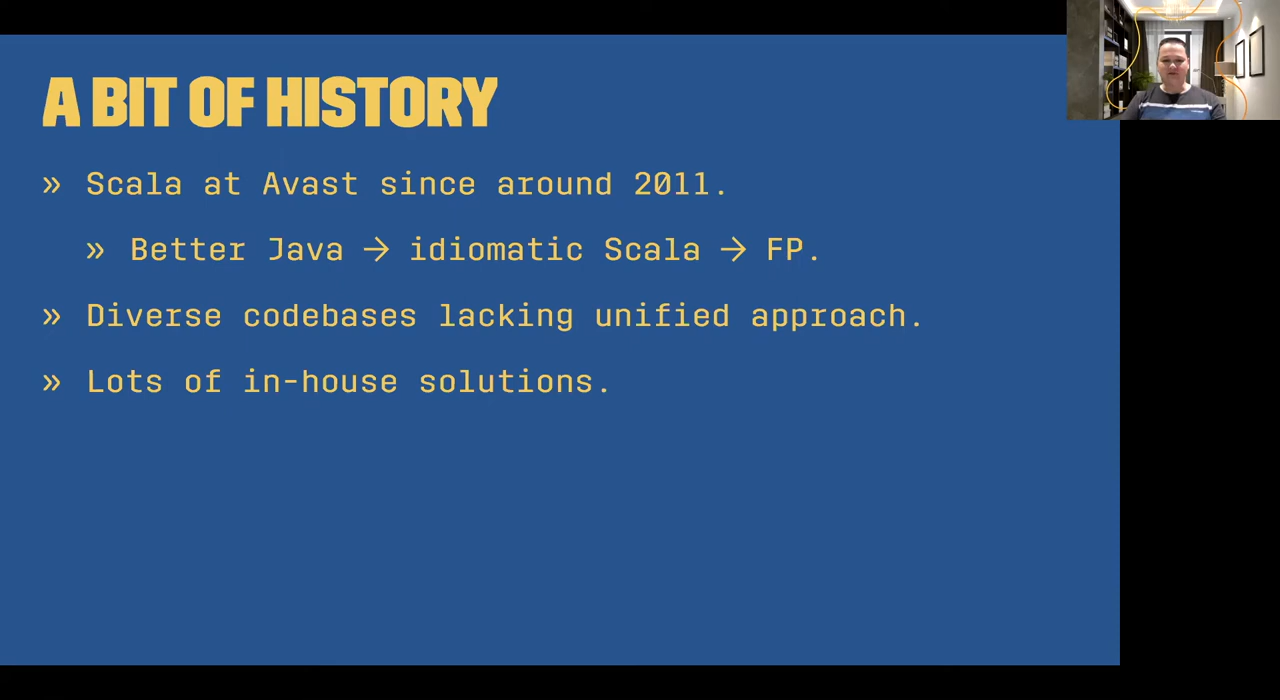 A BIT OF HISTORY
» Scala at Avast since around 2011.
» Better Java → idiomatic Scala → FP.
» Diverse codebases lacking unified approach.
» Lots of in-house solutions.